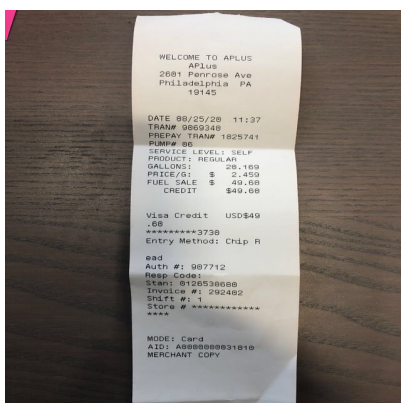 WELCOME TO APLUS
APlus
2601 Penrose Ave
Philadelphia PA
19145
DATE 08/25/20 11:37
TRAN# 9069340
PREPAY TRAN# 1025741
PUMP# 06
SERVICE LEVEL: SELF
PRODUCT: REGULAR
GALLONS: 20.169
PRICE/G: $ 2.459
FUEL SALE $ 49.60
CREDIT $49.60
Visa Credit USD$49
.60
*********3730
Entry Method: Chip R
ead
Auth #: 907712
Resp Code:
Stan: 0126530600
Invoice #: 292402
Shift #: 1
Store # ************
****
MODE: Card
AID: A0000000031010
MERCHANT COPY